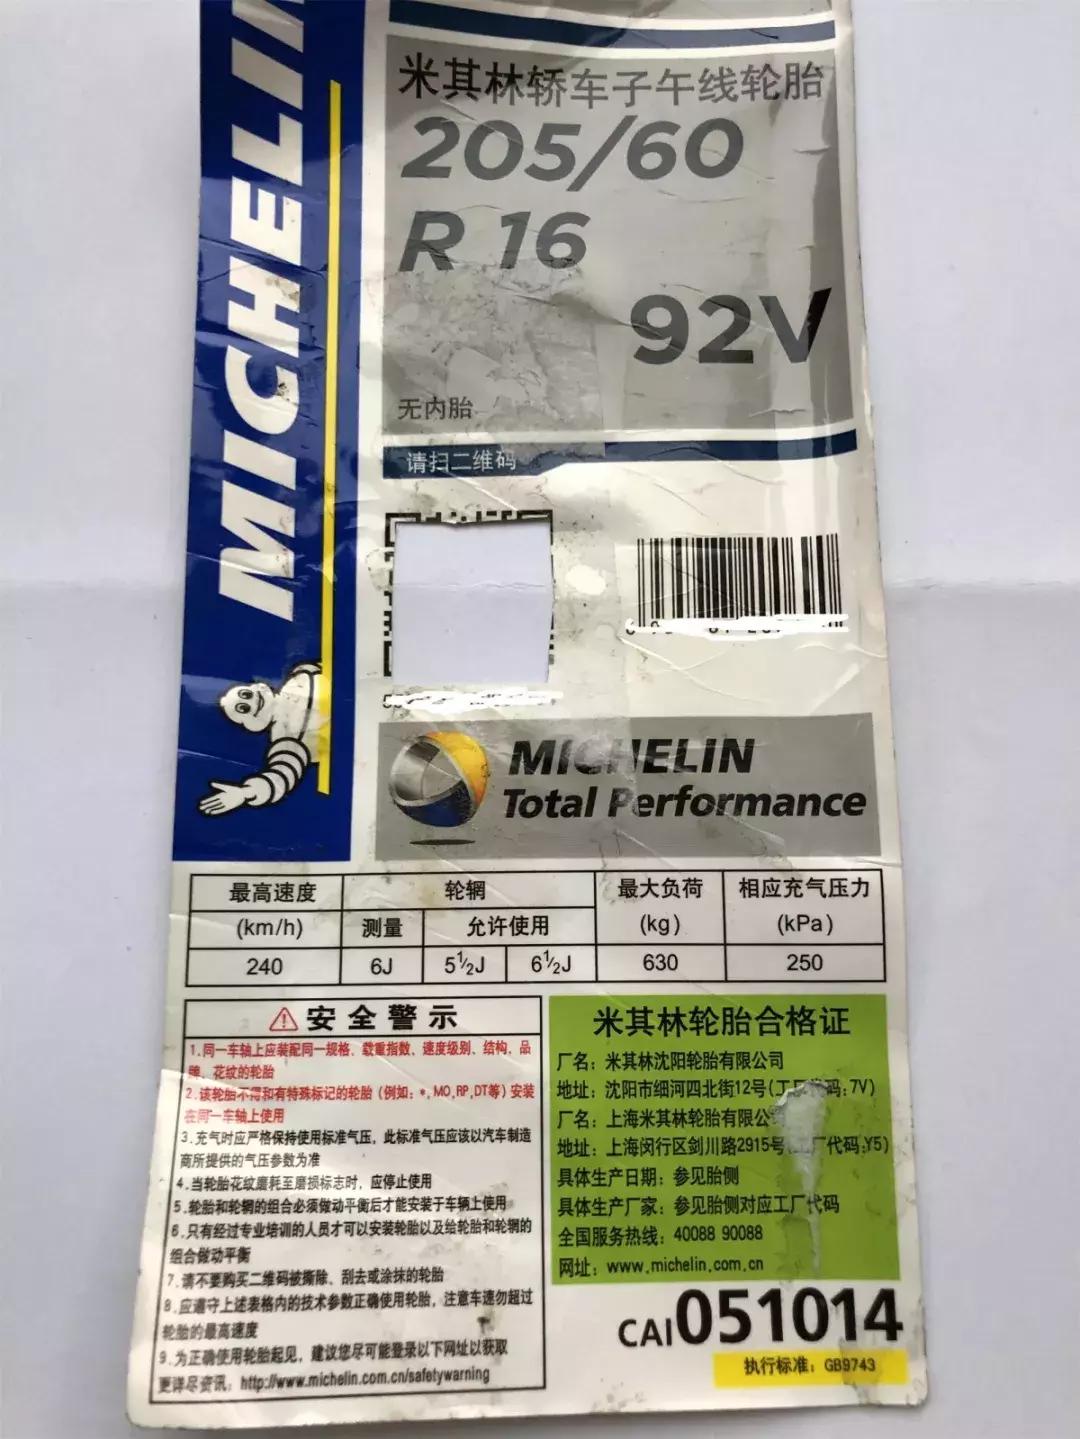 MICHELIN
米其林轿车子午线轮胎
205/60
R 16
92V
无内胎
请扫二维码
MICHELIN
Total Performance
最高速度 轮辋 最大负荷 相应充气压力
(km/h) 测量 允许使用 (kg) (kPa)
240 6J 5½J 6½J 630 250
安全警示
1.同一车轴上应装配同一规格、载重指数、速度级别、结构、品
牌、花纹的轮胎
2.该轮胎不得和有特殊标记的轮胎(例如:*,MO,RP,DT等)安装
在同一车轴上使用
3.充气时应严格保持使用标准气压,此标准气压应该以汽车制造
商所提供的气压参数为准
4.当轮胎花纹磨耗至磨损标志时,应停止使用
5.轮胎和轮辋的组合必须做动平衡后才能安装于车辆上使用
6.只有经过专业培训的人员才可以安装轮胎以及给轮胎和轮辋的
组合做动平衡
7.请不要购买二维码被撕除、刮去或涂抹的轮胎
8.应遵守上述表格内的技术参数正确使用轮胎,注意车速勿超过
轮胎的最高速度
9.为正确使用轮胎起见,建议您尽可能登录以下网址以获取
更详尽资讯:http://www.michelin.com.cn/safetywarning
米其林轮胎合格证
厂名:米其林沈阳轮胎有限公司
地址:沈阳市细河四北街12号(工 代码:7V)
厂名:上海米其林轮胎有限公
地址:上海闵行区剑川路2915号 厂代码:Y5)
具体生产日期:参见胎侧
具体生产厂家:参见胎侧对应工厂代码
全国服务热线:40088 90088
网址:www.michelin.com.cn
CAI051014
执行标准:GB9743